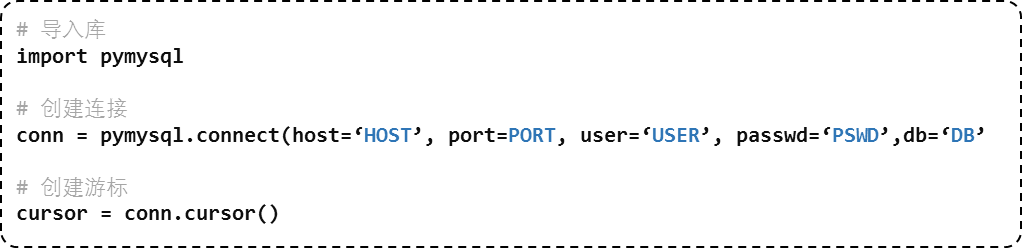 # 导入库
import pymysql
# 创建连接
conn = pymysql.connect(host=‘HOST’, port=PORT, user=‘USER’, passwd=‘PSWD’,db=‘DB’
# 创建游标
cursor = conn.cursor()